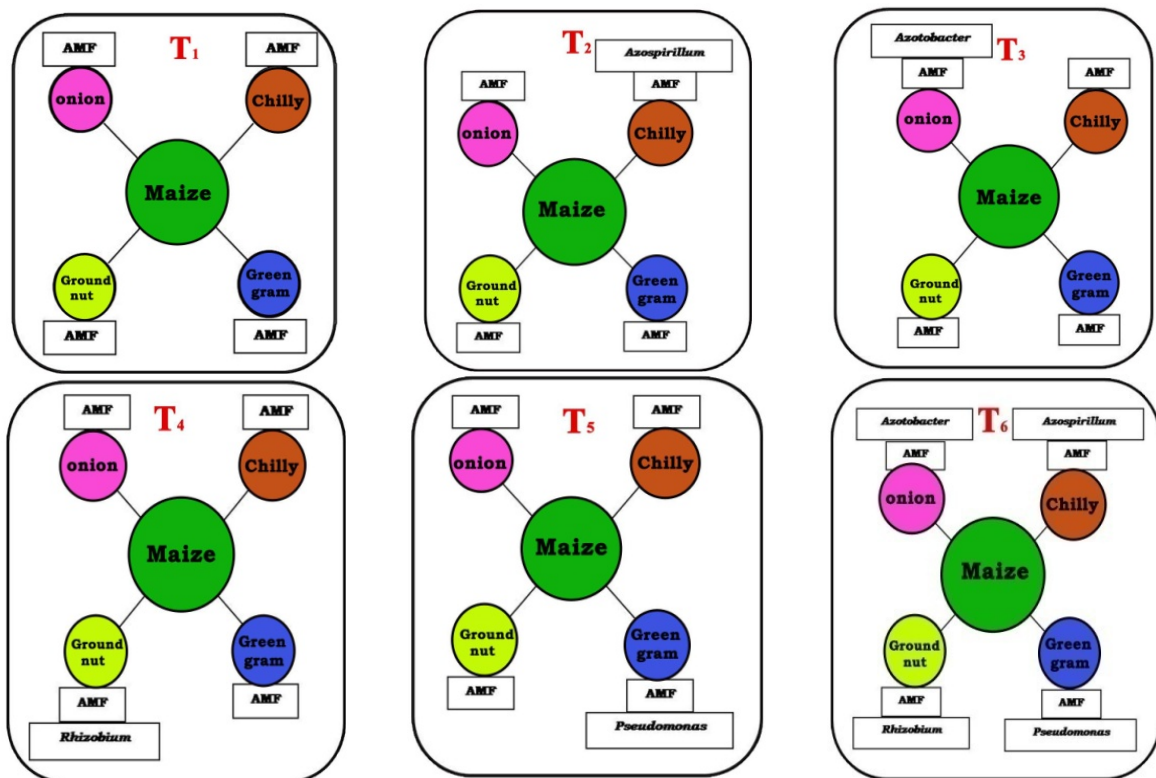 AMF
T1
AMF
onion
Chilly
Maize
Ground
nut
Green
gram
AMF
AMF
T2
Azospirillum
AMF
AMF
onion
Chilly
Maize
Ground
nut
Green
gram
AMF
AMF
Azotobacter
T3
AMF
AMF
onion
Chilly
Maize
Ground
nut
Green
gram
AMF
AMF
AMF
T4
AMF
onion
Chilly
Maize
Ground
nut
Green
gram
AMF
AMF
Rhizobium
AMF
T5
AMF
onion
Chilly
Maize
Ground
nut
Green
gram
AMF
AMF
Pseudomonas
Azotobacter
T6
Azospirillum
AMF
AMF
onion
Chilly
Maize
Ground
nut
Green
gram
AMF
AMF
Rhizobium
Pseudomonas